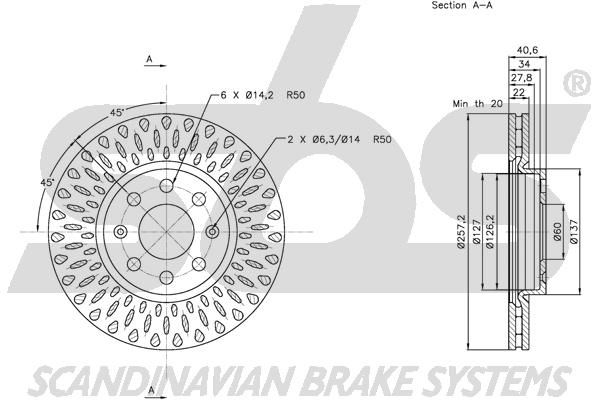 Section A-A
40,6
34
27,8
22
Min th 20
A
6 X Ø14,2 R50
45°
2 X Ø6,3/Ø14 R50
45°
Ø257,2
Ø127
Ø126,2
Ø60
Ø137
A
sbs®
SCANDINAVIAN BRAKE SYSTEMS